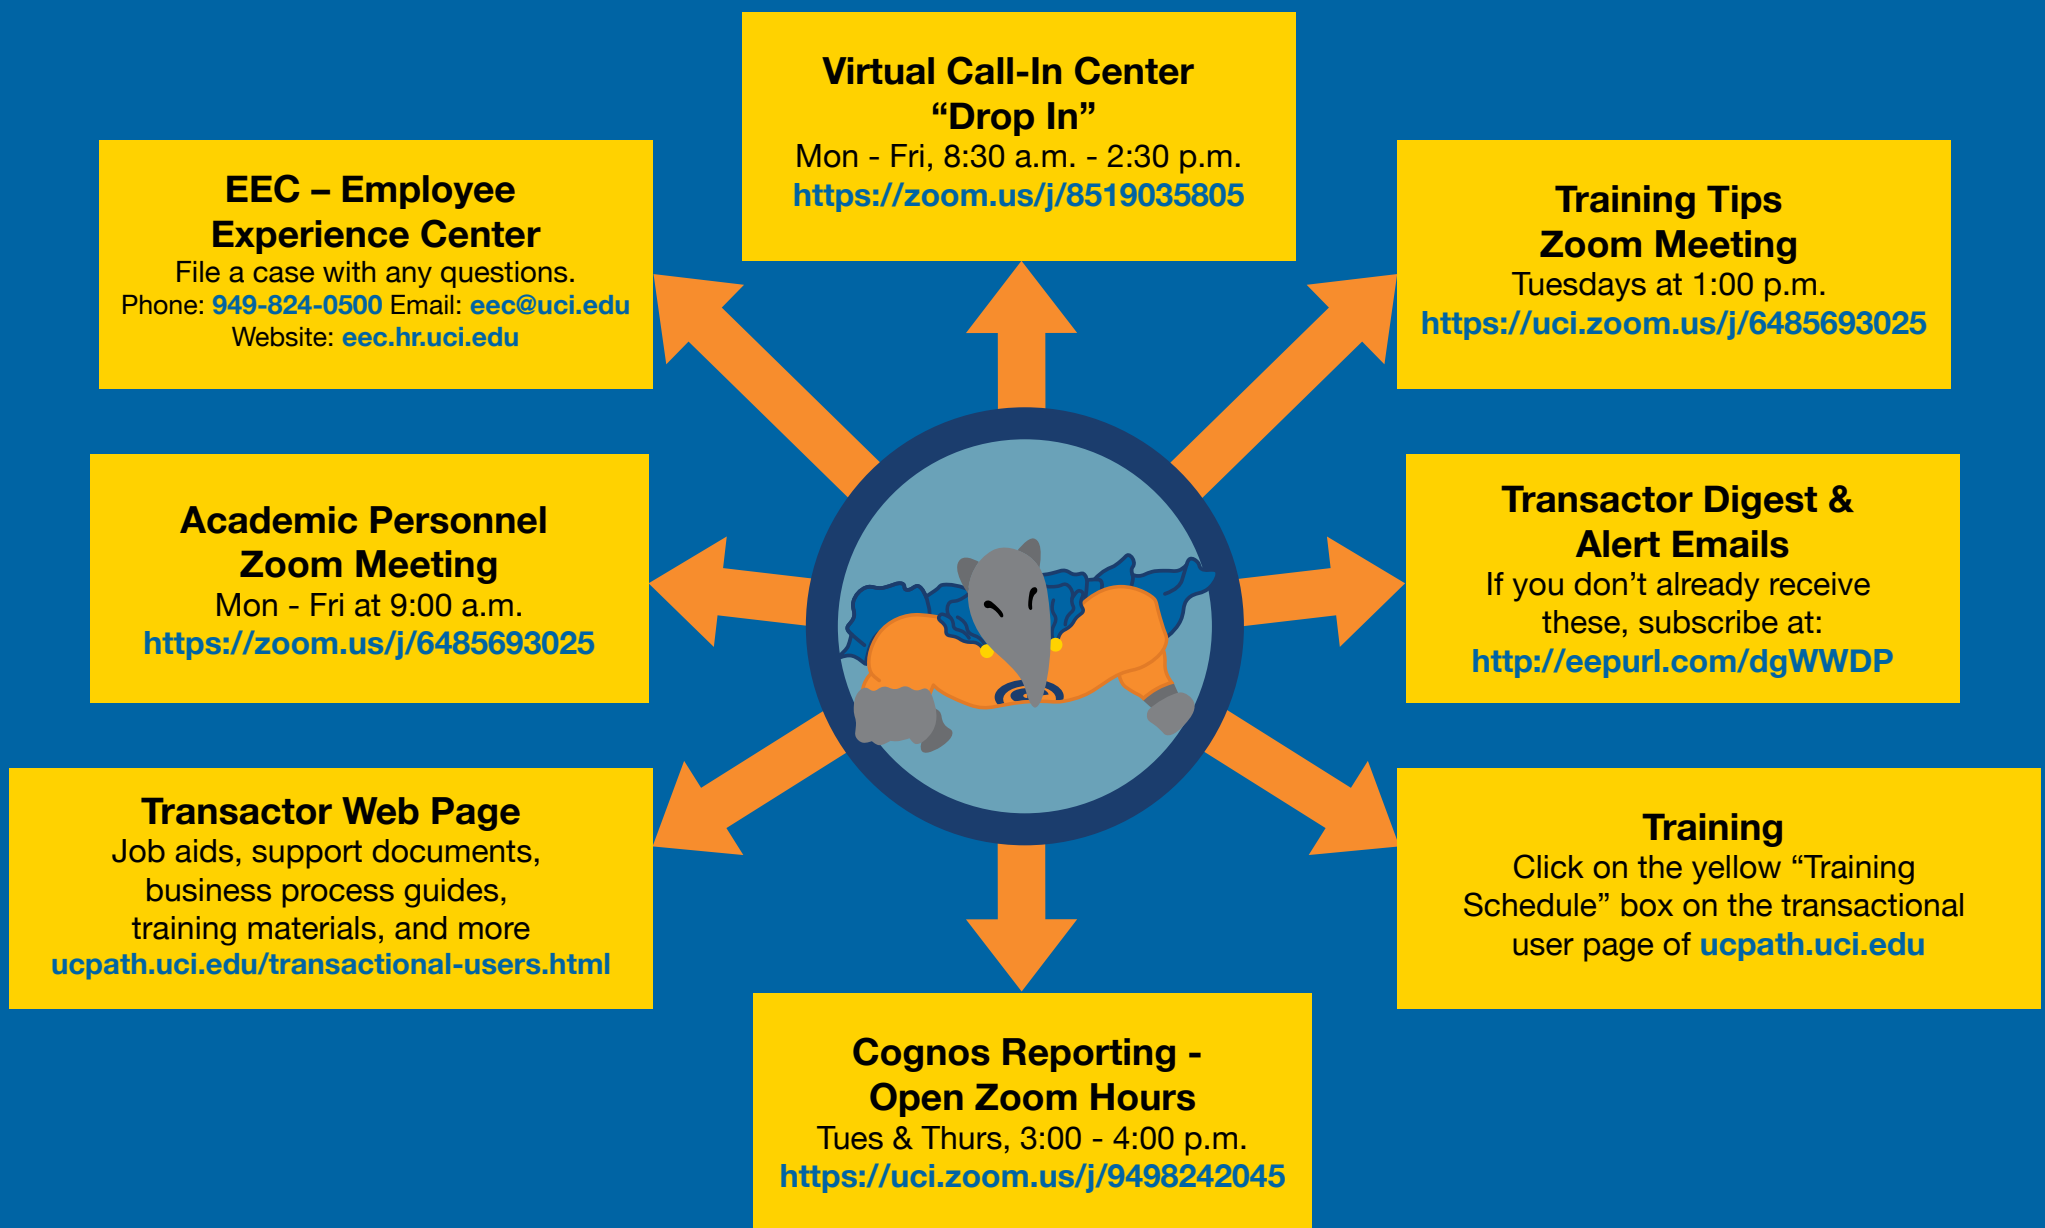 Virtual Call-In Center
“Drop In”
Mon - Fri, 8:30 a.m. - 2:30 p.m.
https://zoom.us/j/8519035805
EEC – Employee
Experience Center
File a case with any questions.
Phone: 949-824-0500 Email: eec@uci.edu
Website: eec.hr.uci.edu
Training Tips
Zoom Meeting
Tuesdays at 1:00 p.m.
https://uci.zoom.us/j/6485693025
Academic Personnel
Zoom Meeting
Mon - Fri at 9:00 a.m.
https://zoom.us/j/6485693025
Transactor Digest &
Alert Emails
If you don’t already receive
these, subscribe at:
http://eepurl.com/dgWWDP
Transactor Web Page
Job aids, support documents,
business process guides,
training materials, and more
ucpath.uci.edu/transactional-users.html
Training
Click on the yellow “Training
Schedule” box on the transactional
user page of ucpath.uci.edu
Cognos Reporting -
Open Zoom Hours
Tues & Thurs, 3:00 - 4:00 p.m.
https://uci.zoom.us/j/9498242045